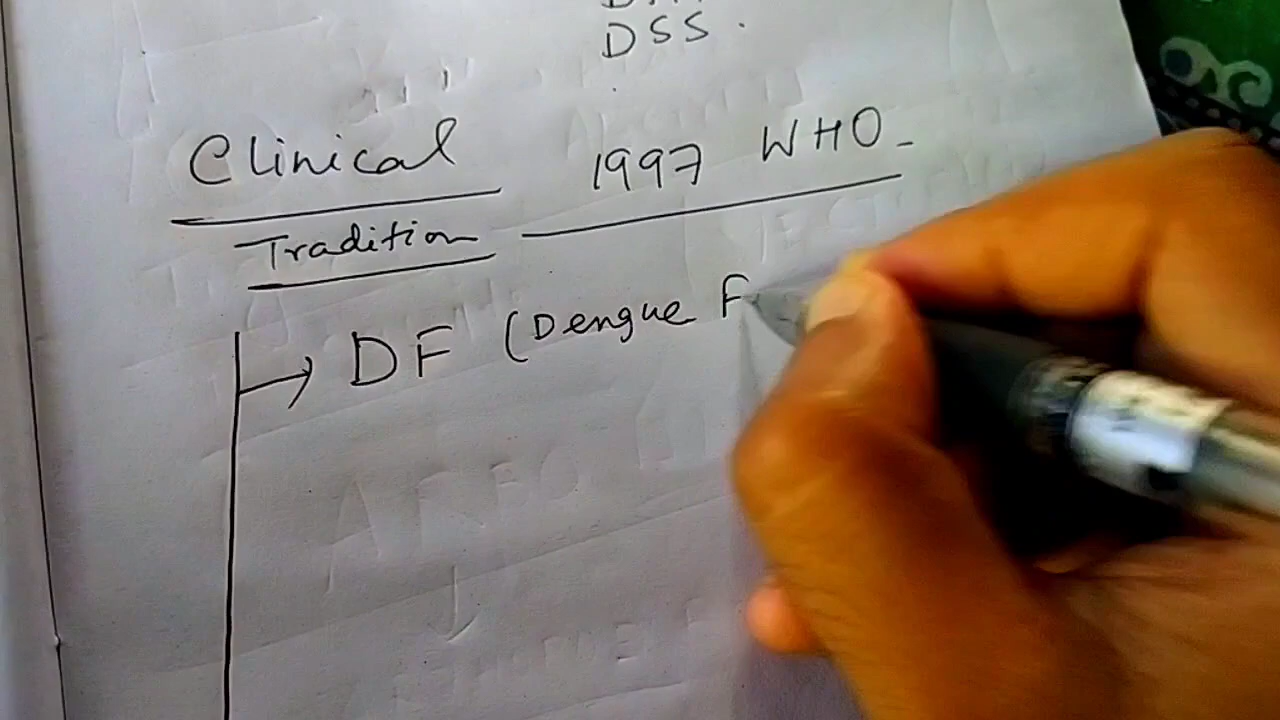 DSS.
Clinical 1997 WHO-
Tradition
DF (Dengue F